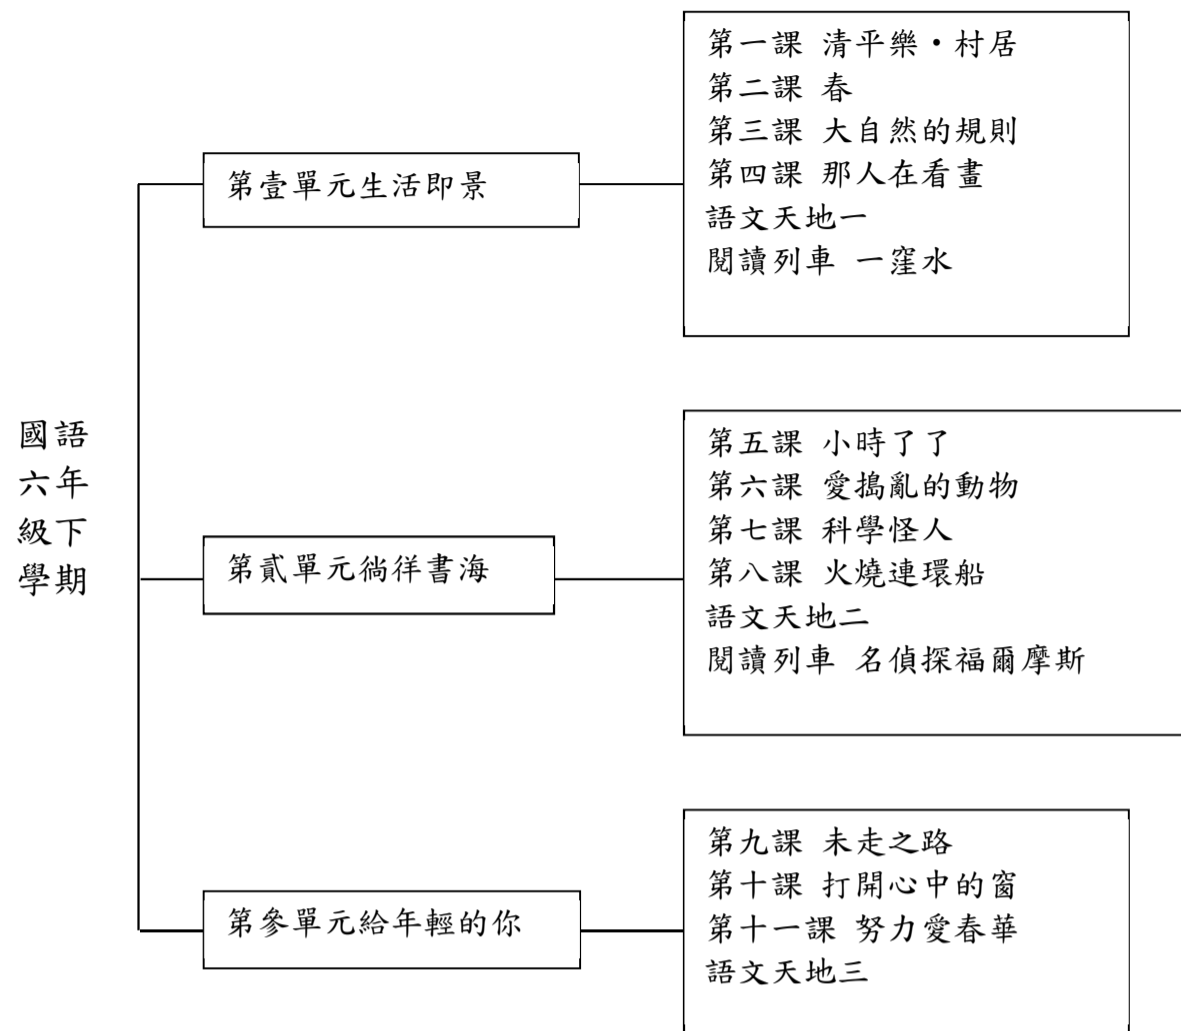 國語
六年
級下
學期
第壹單元生活即景
第一課 清平樂·村居
第二課 春
第三課 大自然的規則
第四課 那人在看畫
語文天地一
閱讀列車 一窪水
第貳單元徜徉書海
第五課 小時了了
第六課 愛搗亂的動物
第七課 科學怪人
第八課 火燒連環船
語文天地二
閱讀列車 名偵探福爾摩斯
第參單元給年輕的你
第九課 未走之路
第十課 打開心中的窗
第十一課 努力愛春華
語文天地三